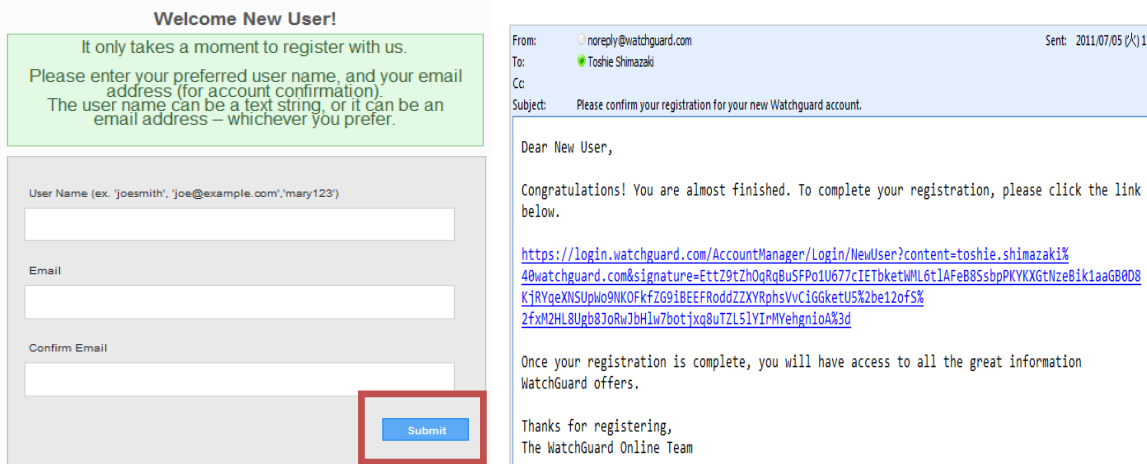 Welcome New User!
It only takes a moment to register with us.
Please enter your preferred user name, and your email
address (for account confirmation).
The user name can be a text string, or it can be an
email address – whichever you prefer.
User Name (ex. 'joesmith', 'joe@example.com','mary123')
Email
Confirm Email
Submit
From: noreply@watchguard.com Sent: 2011/07/05 (火) 1
To: Toshie Shimazaki
Cc:
Subject: Please confirm your registration for your new Watchguard account.
Dear New User,
Congratulations! You are almost finished. To complete your registration, please click the link
below.
https://login.watchguard.com/AccountManager/Login/NewUser?content=toshie.shimazaki%
40watchguard.com&signature=EttZ9tZhOqRqBuSFPo1U677cIETbketWML6tlAFeB8SsbpPKYKXGtNzeBik1aaGB0D8
KjRYqeXNSUpWo9NKOFkfZG9iBEEFRoddZZXYRphsVvCiGGketU5%2be12ofS%
2fxM2HL8Ugb8JoRwJbHlw7botjxq8uTZL5lYIrMYehgnioA%3d
Once your registration is complete, you will have access to all the great information
WatchGuard offers.
Thanks for registering,
The WatchGuard Online Team